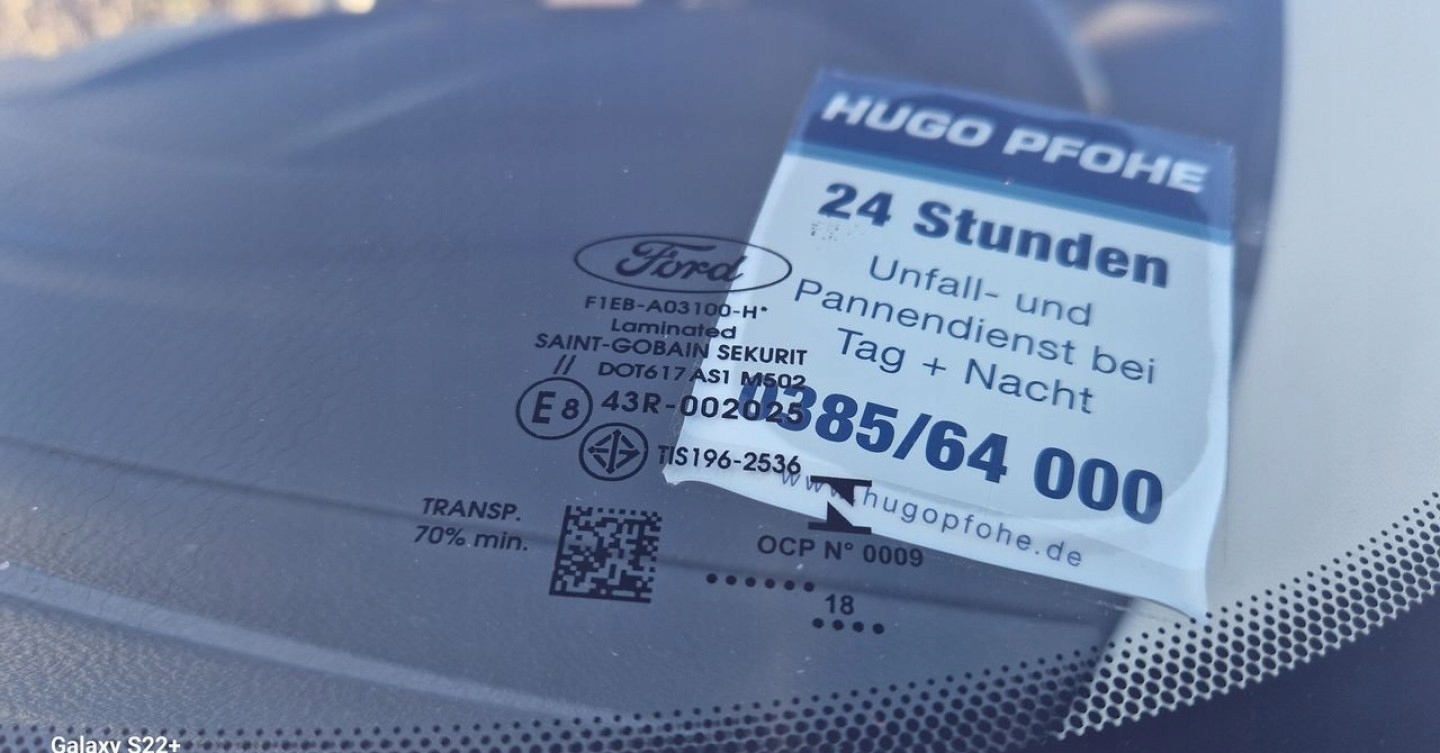 HUGO PFOHE
24 Stunden
Unfall- und
Pannendienst bei
Tag + Nacht
0385/64 000
www.hugopfohe.de
Ford
F1EB-A03100-H*
Laminated
SAINT-GOBAIN SEKURIT
// DOT617 AS1 M502
E8 43R-002025
TIS196-2536
TRANSP.
70% min.
OCP N° 0009
18
Galaxy S22+